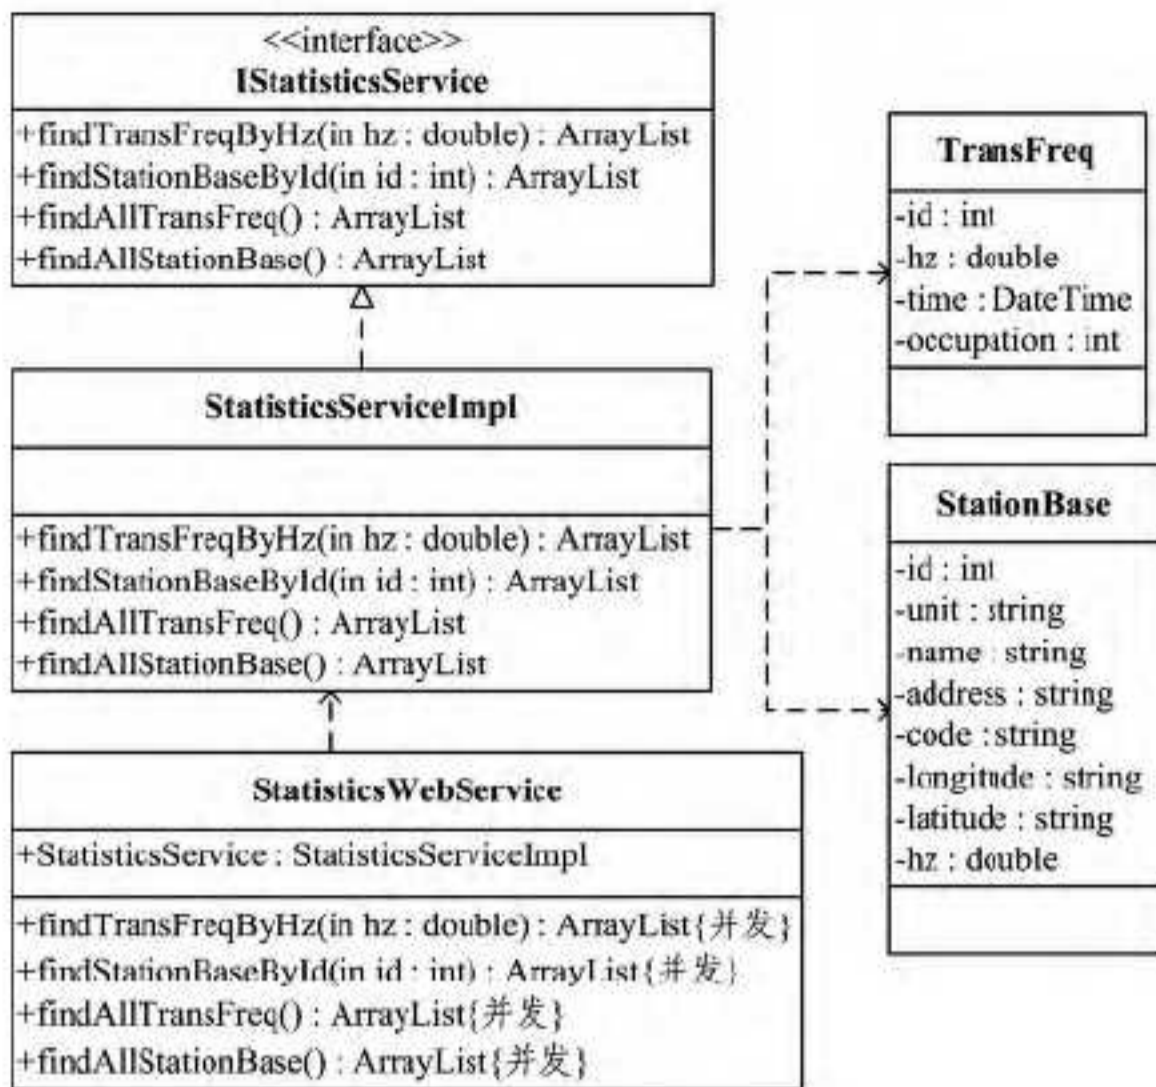 <<interface>>
IStatisticsService
+findTransFreqByHz(in hz : double) : ArrayList
+findStationBaseById(in id : int) : ArrayList
+findAllTransFreq() : ArrayList
+findAllStationBase() : ArrayList
StatisticsServiceImpl
+findTransFreqByHz(in hz : double) : ArrayList
+findStationBaseById(in id : int) : ArrayList
+findAllTransFreq() : ArrayList
+findAllStationBase() : ArrayList
StatisticsWebService
+StatisticsService : StatisticsServiceImpl
+findTransFreqByHz(in hz : double) : ArrayList{并发}
+findStationBaseById(in id : int) : ArrayList{并发}
+findAllTransFreq() : ArrayList{并发}
+findAllStationBase() : ArrayList{并发}
TransFreq
-id : int
-hz : double
-time : DateTime
-occupation : int
StationBase
-id : int
-unit : string
-name : string
-address : string
-code : string
-longitude : string
-latitude : string
-hz : double